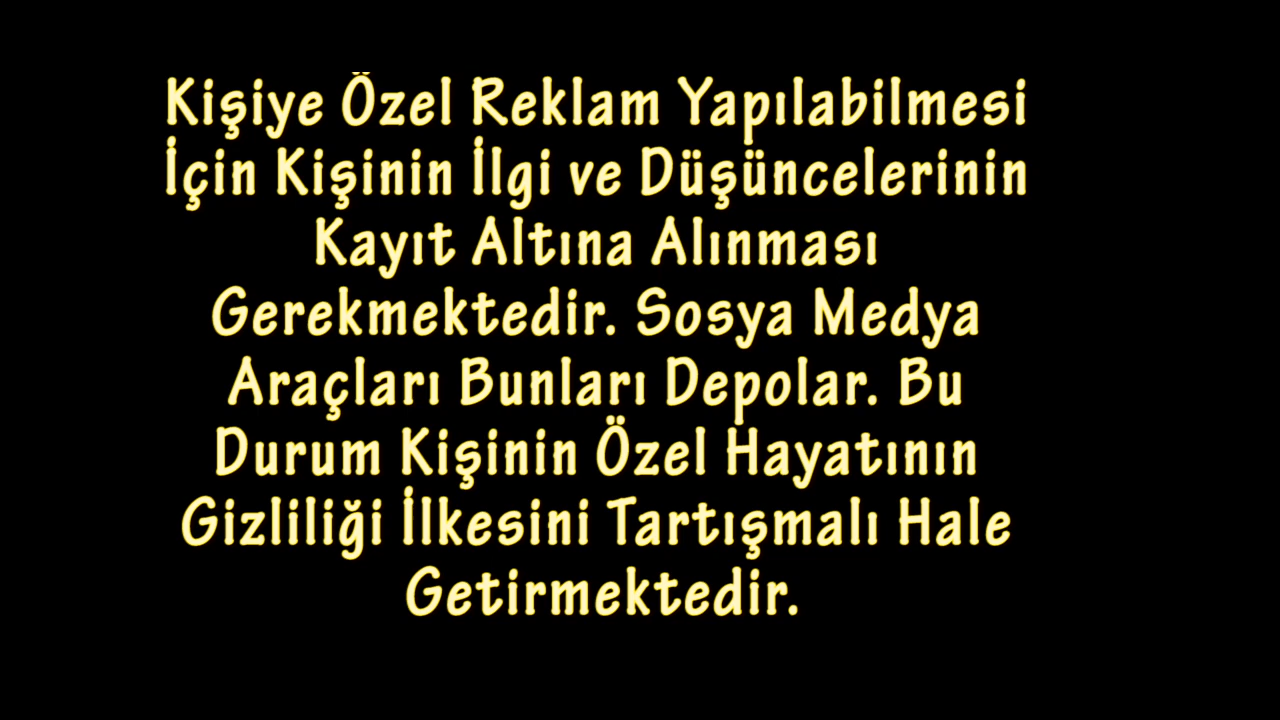 Kişiye Özel Reklam Yapılabilmesi
İçin Kişinin İlgi ve Düşüncelerinin
Kayıt Altına Alınması
Gerekmektedir. Sosya Medya
Araçları Bunları Depolar. Bu
Durum Kişinin Özel Hayatının
Gizliliği İlkesini Tartışmalı Hale
Getirmektedir.